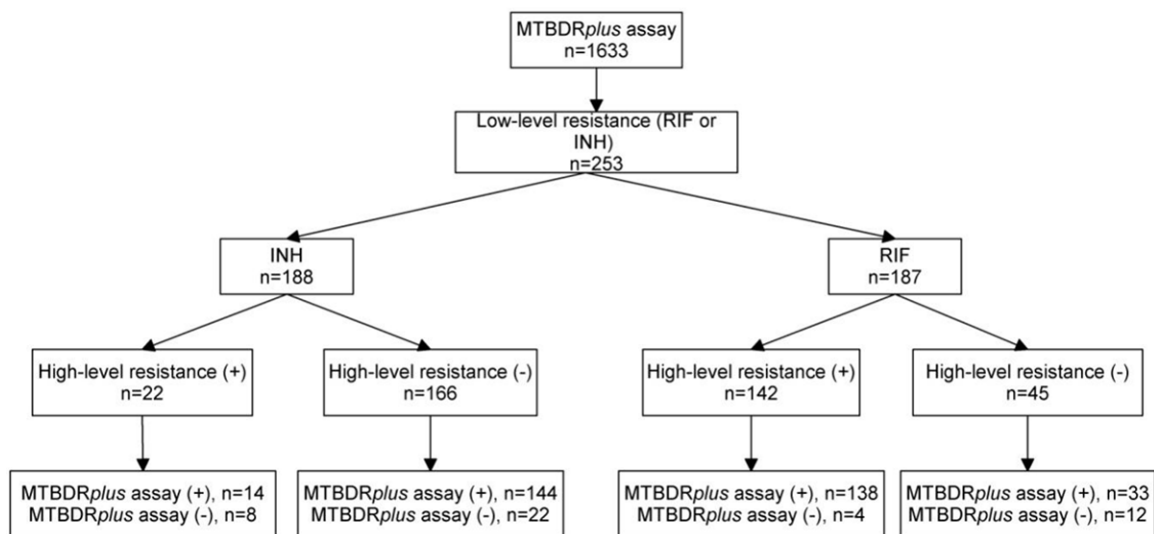 MTBDRplus assay
n=1633
Low-level resistance (RIF or
INH)
n=253
INH
n=188
RIF
n=187
High-level resistance (+)
n=22
High-level resistance (-)
n=166
High-level resistance (+)
n=142
High-level resistance (-)
n=45
MTBDRplus assay (+), n=14
MTBDRplus assay (-), n=8
MTBDRplus assay (+), n=144
MTBDRplus assay (-), n=22
MTBDRplus assay (+), n=138
MTBDRplus assay (-), n=4
MTBDRplus assay (+), n=33
MTBDRplus assay (-), n=12